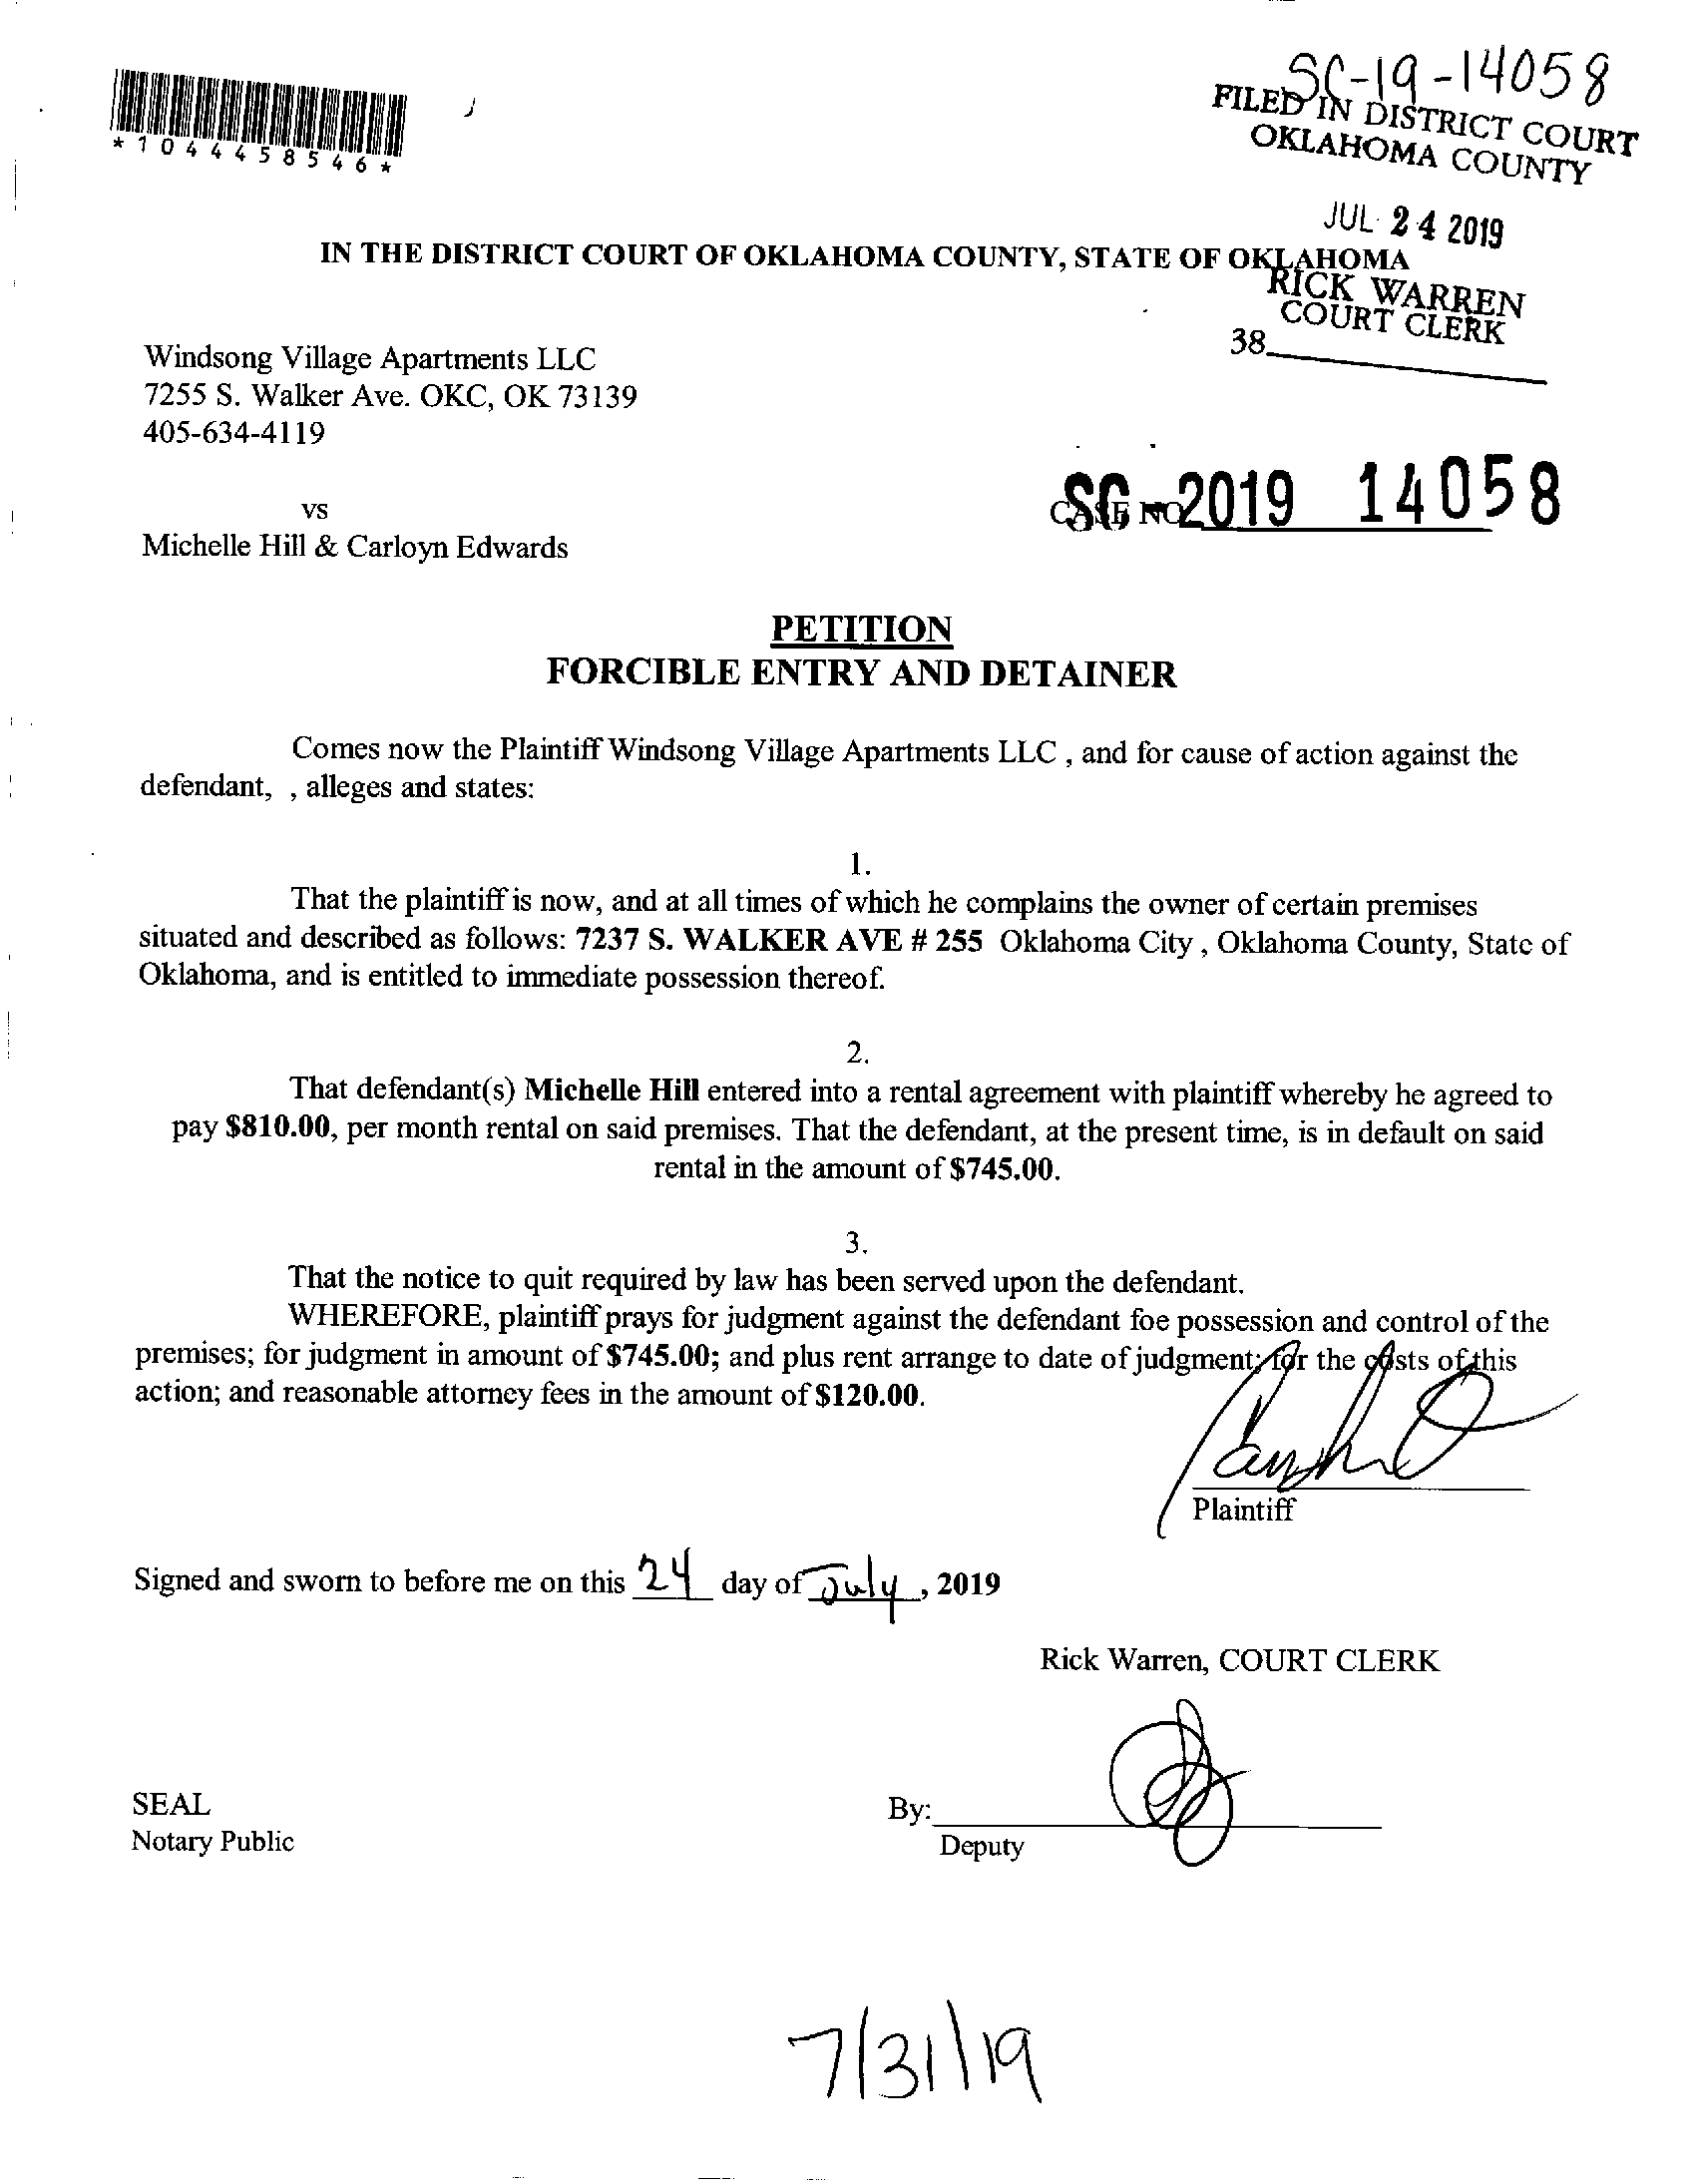 SC-19-14058
FILED IN DISTRICT COURT
OKLAHOMA COUNTY
*1044458546*
JUL 24 2019
IN THE DISTRICT COURT OF OKLAHOMA COUNTY, STATE OF OKLAHOMA
RICK WARREN
COURT CLERK
38
Windsong Village Apartments LLC
7255 S. Walker Ave. OKC, OK 73139
405-634-4119
CASE NO. SC - 2019 14058
vs
Michelle Hill & Carloyn Edwards
PETITION
FORCIBLE ENTRY AND DETAINER
Comes now the Plaintiff Windsong Village Apartments LLC , and for cause of action against the
defendant, , alleges and states:
1.
That the plaintiff is now, and at all times of which he complains the owner of certain premises
situated and described as follows: 7237 S. WALKER AVE # 255 Oklahoma City , Oklahoma County, State of
Oklahoma, and is entitled to immediate possession thereof.
2.
That defendant(s) Michelle Hill entered into a rental agreement with plaintiff whereby he agreed to
pay $810.00, per month rental on said premises. That the defendant, at the present time, is in default on said
rental in the amount of $745.00.
3.
That the notice to quit required by law has been served upon the defendant.
WHEREFORE, plaintiff prays for judgment against the defendant foe possession and control of the
premises; for judgment in amount of $745.00; and plus rent arrange to date of judgment; for the costs of this
action; and reasonable attorney fees in the amount of $120.00.
Plaintiff
Signed and sworn to before me on this 24 day of July, 2019
Rick Warren, COURT CLERK
SEAL
By:
Notary Public
Deputy
7/31/19